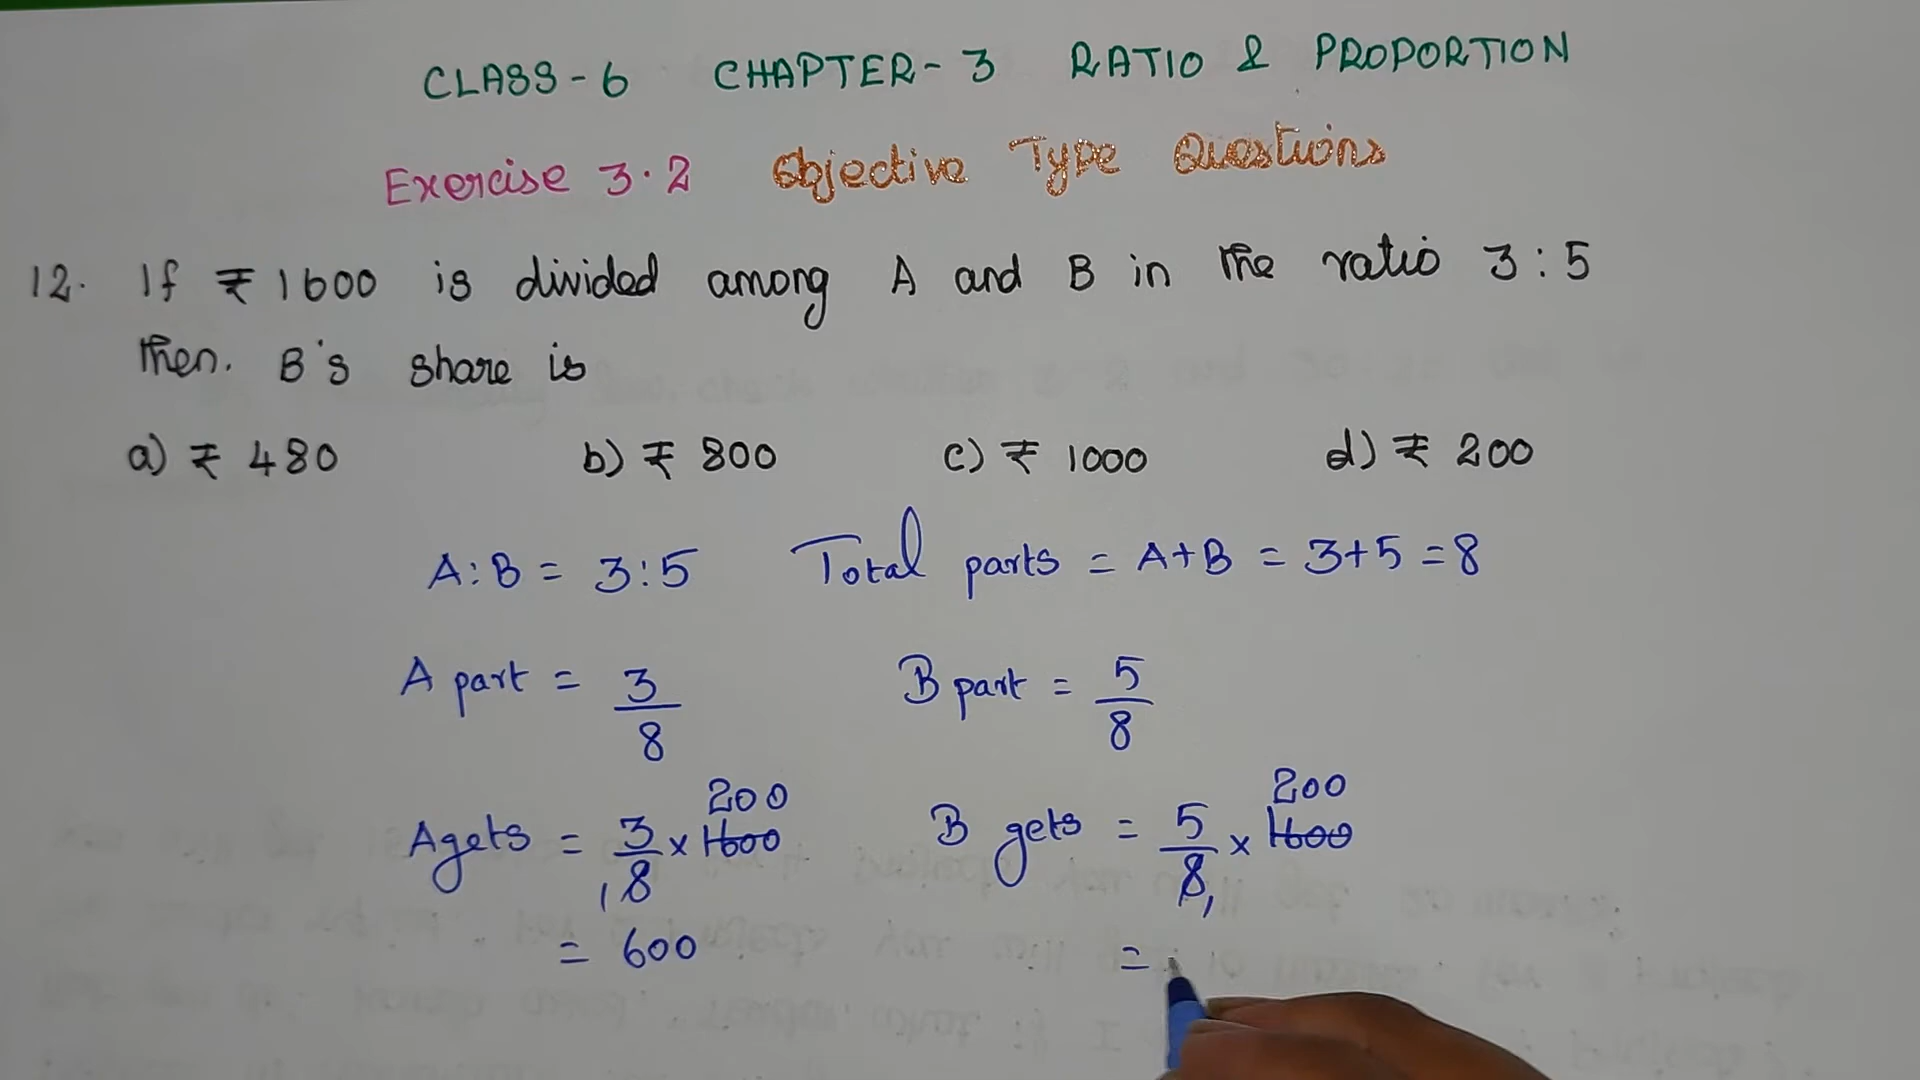 CLASS-6 CHAPTER-3 RATIO & PROPORTION
Exercise 3.2 Objective Type Questions
12. If ₹ 1600 is divided among A and B in the ratio 3:5
then. B's share is
a) ₹ 480 b) ₹ 800 c) ₹ 1000 d) ₹ 200
A:B = 3:5 Total parts = A+B = 3+5 = 8
A part = 3/8 B part = 5/8
200 200
A gets = 3/8 × 1600 B gets = 5/8 × 1600
1 1
= 600 =